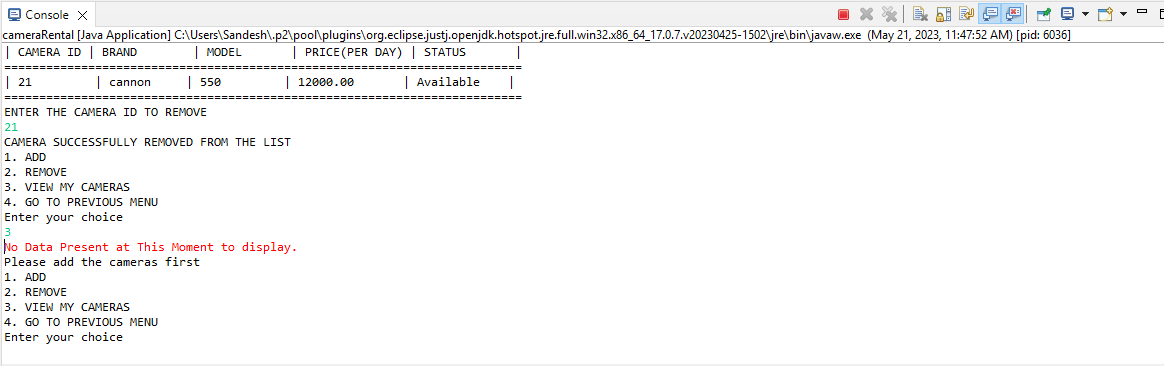 Console
cameraRental [Java Application] C:\Users\Sandesh\.p2\pool\plugins\org.eclipse.justj.openjdk.hotspot.jre.full.win32.x86_64_17.0.7.v20230425-1502\jre\bin\javaw.exe (May 21, 2023, 11:47:52 AM) [pid: 6036]
| CAMERA ID | BRAND | MODEL | PRICE(PER DAY) | STATUS |
==========================================================================
| 21 | cannon | 550 | 12000.00 | Available |
==========================================================================
ENTER THE CAMERA ID TO REMOVE
21
CAMERA SUCCESSFULLY REMOVED FROM THE LIST
1. ADD
2. REMOVE
3. VIEW MY CAMERAS
4. GO TO PREVIOUS MENU
Enter your choice
3
No Data Present at This Moment to display.
Please add the cameras first
1. ADD
2. REMOVE
3. VIEW MY CAMERAS
4. GO TO PREVIOUS MENU
Enter your choice